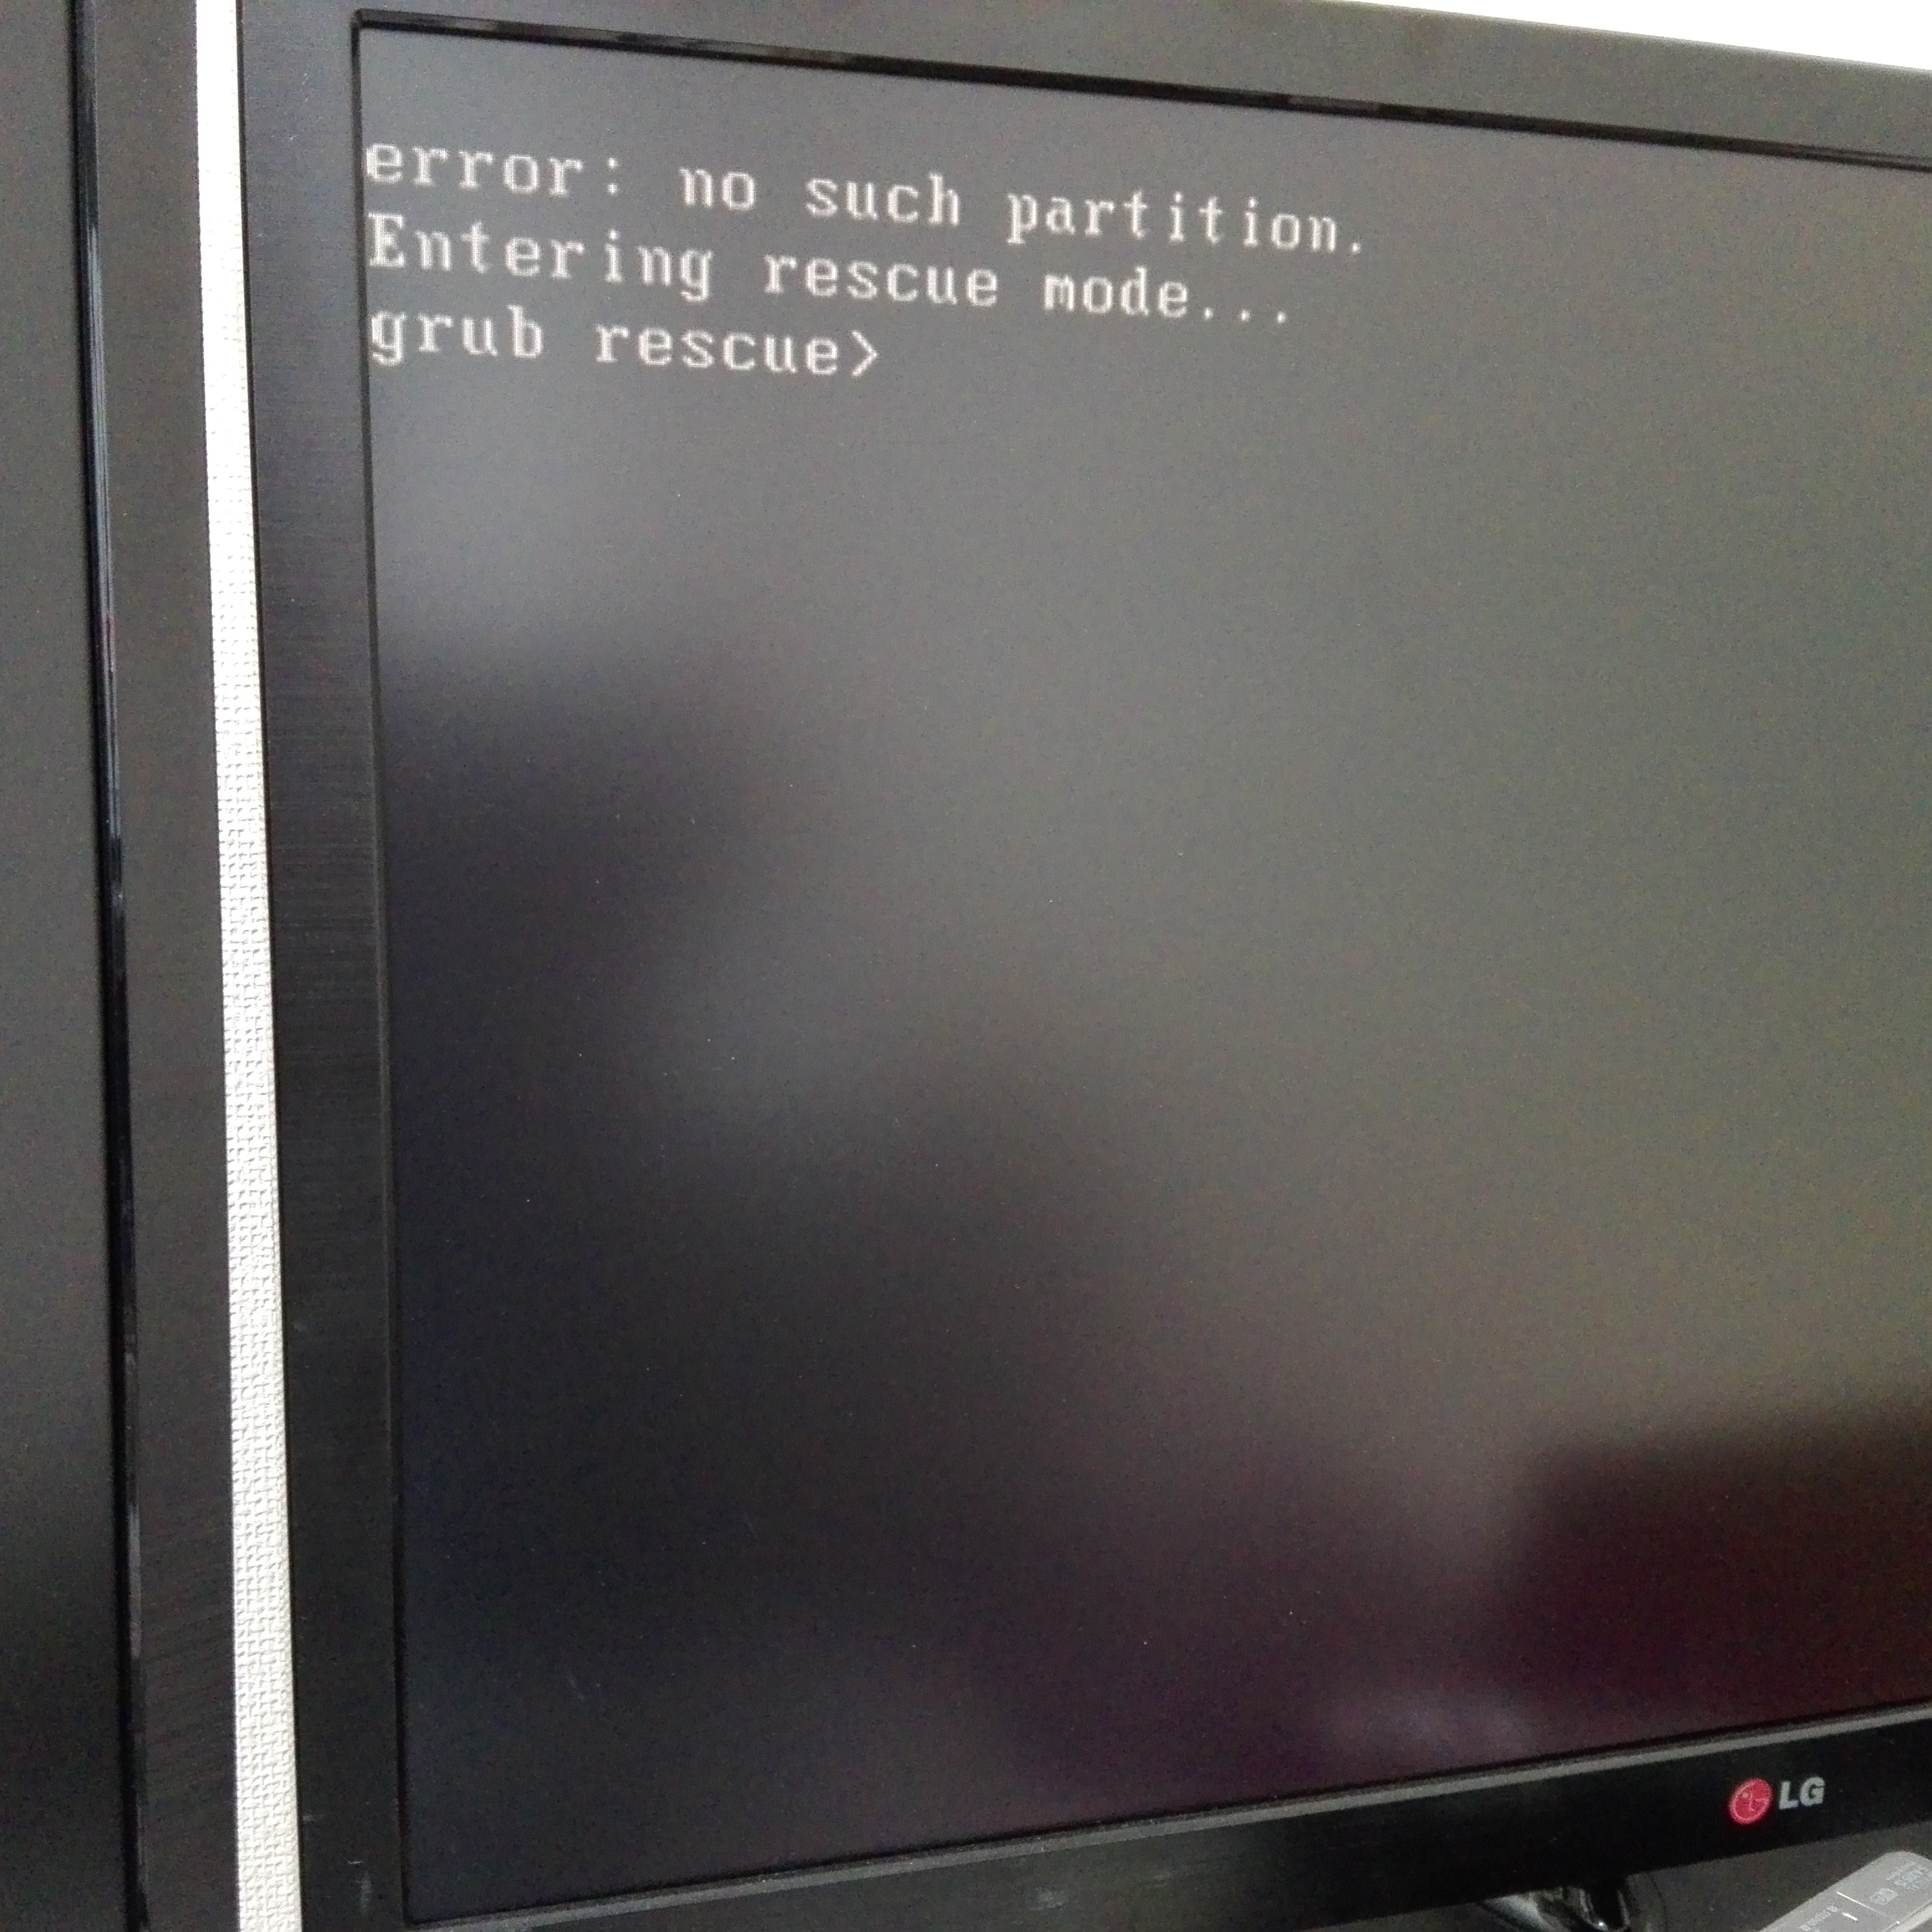 error: no such partition.
Entering rescue mode...
grub rescue>
LG